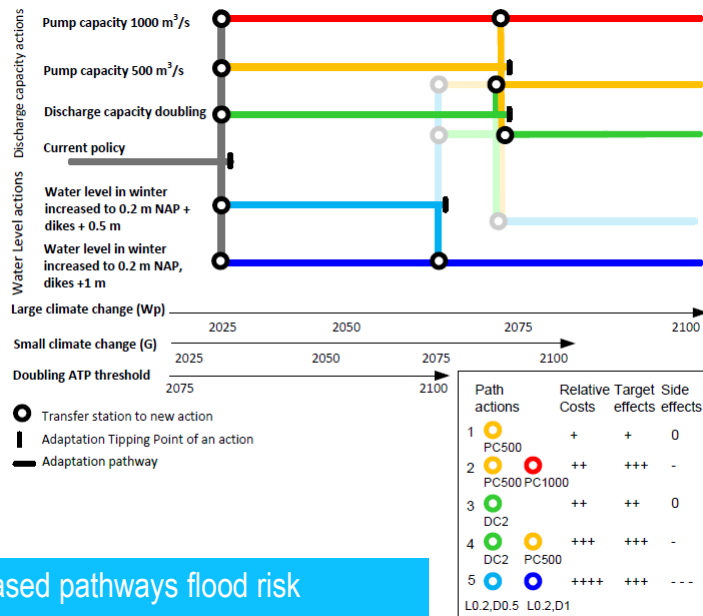 Discharge capacity actions
Pump capacity 1000 m³/s
Pump capacity 500 m³/s
Discharge capacity doubling
Current policy
Water Level actions
Water level in winter
increased to 0.2 m NAP +
dikes + 0.5 m
Water level in winter
increased to 0.2 m NAP,
dikes +1 m
Large climate change (Wp)
2025 2050 2075 2100
Small climate change (G)
2025 2050 2075 2100
Doubling ATP threshold
2075 2100
Transfer station to new action
Adaptation Tipping Point of an action
Adaptation pathway
Path Relative Target Side
actions Costs effects effects
1 + + 0
PC500
2 ++ +++ -
PC500 PC1000
3 ++ ++ 0
DC2
4 +++ +++ -
DC2 PC500
5 ++++ +++ - - -
L0.2,D0.5 L0.2,D1
pathways flood risk